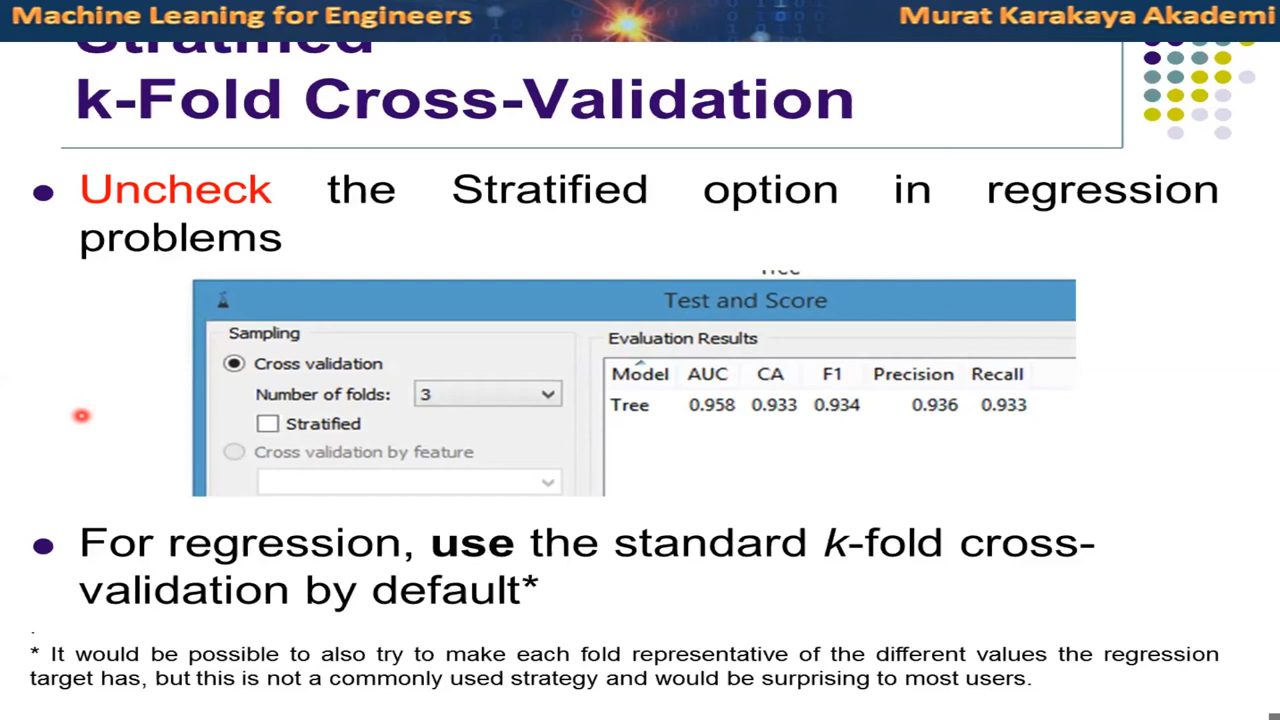 Machine Leaning for Engineers
Murat Karakaya Akademi
Stratified
k-Fold Cross-Validation
Uncheck the Stratified option in regression
problems
Tree
Test and Score
Sampling
Cross validation
Number of folds: 3
Stratified
Cross validation by feature
Evaluation Results
Model AUC CA F1 Precision Recall
Tree 0.958 0.933 0.934 0.936 0.933
For regression, use the standard k-fold cross-
validation by default*
.
* It would be possible to also try to make each fold representative of the different values the regression
target has, but this is not a commonly used strategy and would be surprising to most users.